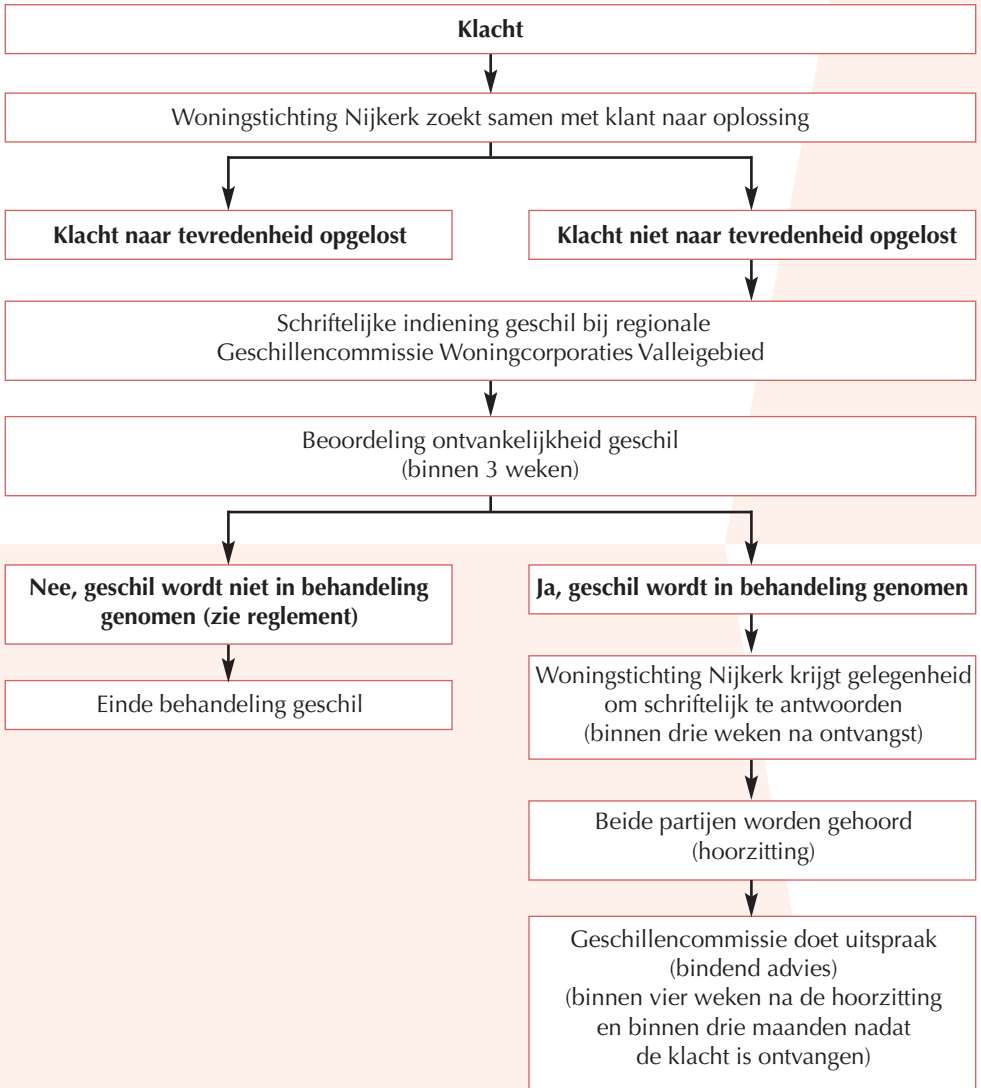 Klacht
Woningstichting Nijkerk zoekt samen met klant naar oplossing
Klacht naar tevredenheid opgelost
Klacht niet naar tevredenheid opgelost
Schriftelijke indiening geschil bij regionale
Geschillencommissie Woningcorporaties Valleigebied
Beoordeling ontvankelijkheid geschil
(binnen 3 weken)
Nee, geschil wordt niet in behandeling
genomen (zie reglement)
Einde behandeling geschil
Ja, geschil wordt in behandeling genomen
Woningstichting Nijkerk krijgt gelegenheid
om schriftelijk te antwoorden
(binnen drie weken na ontvangst)
Beide partijen worden gehoord
(hoorzitting)
Geschillencommissie doet uitspraak
(bindend advies)
(binnen vier weken na de hoorzitting
en binnen drie maanden nadat
de klacht is ontvangen)